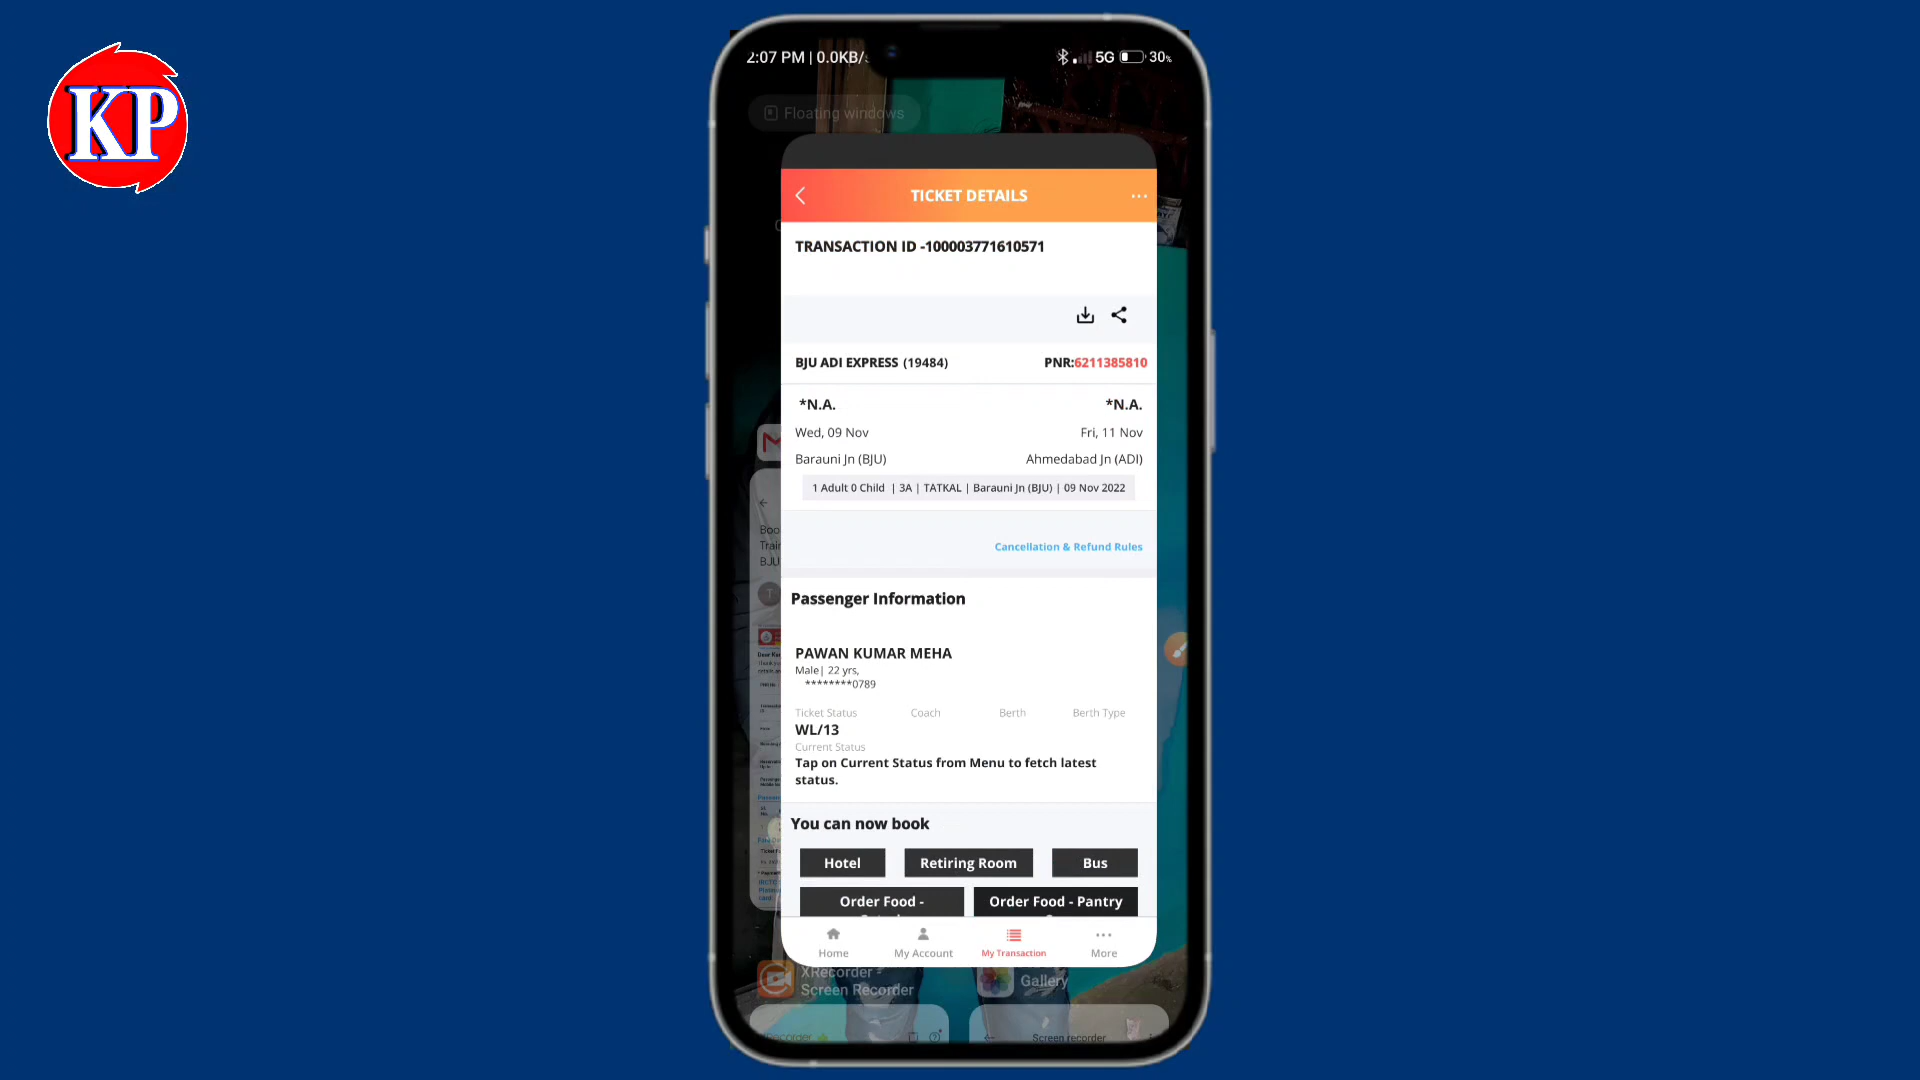 KP
2:07 PM | 0.0KB/s
5G
30%
Floating windows
TICKET DETAILS
TRANSACTION ID -100003771610571
BJU ADI EXPRESS (19484)
PNR:6211385810
*N.A.
*N.A.
Wed, 09 Nov
Fri, 11 Nov
Barauni Jn (BJU)
Ahmedabad Jn (ADI)
1 Adult 0 Child | 3A | TATKAL | Barauni Jn (BJU) | 09 Nov 2022
Cancellation & Refund Rules
Passenger Information
PAWAN KUMAR MEHA
Male| 22 yrs,
********0789
Ticket Status
Coach
Berth
Berth Type
WL/13
Current Status
Tap on Current Status from Menu to fetch latest
status.
You can now book
Hotel
Retiring Room
Bus
Order Food -
Order Food - Pantry
Home
My Account
My Transaction
More
XRecorder -
Screen Recorder
Gallery
Screen recorder